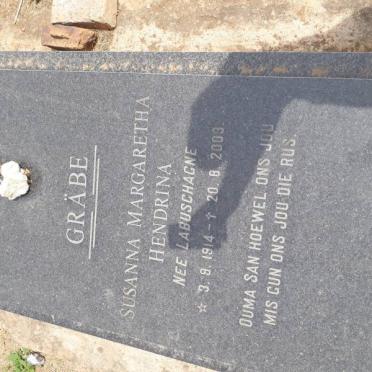 GRÄBE
SUSANNA MARGARETHA
HENDRINA
NEE LABUSCHAGNE
☆ 3.9.1914 - ✝ 20.8.2003
OUMA SAN HOEWEL ONS JOU
MIS GUN ONS JOU DIE RUS.